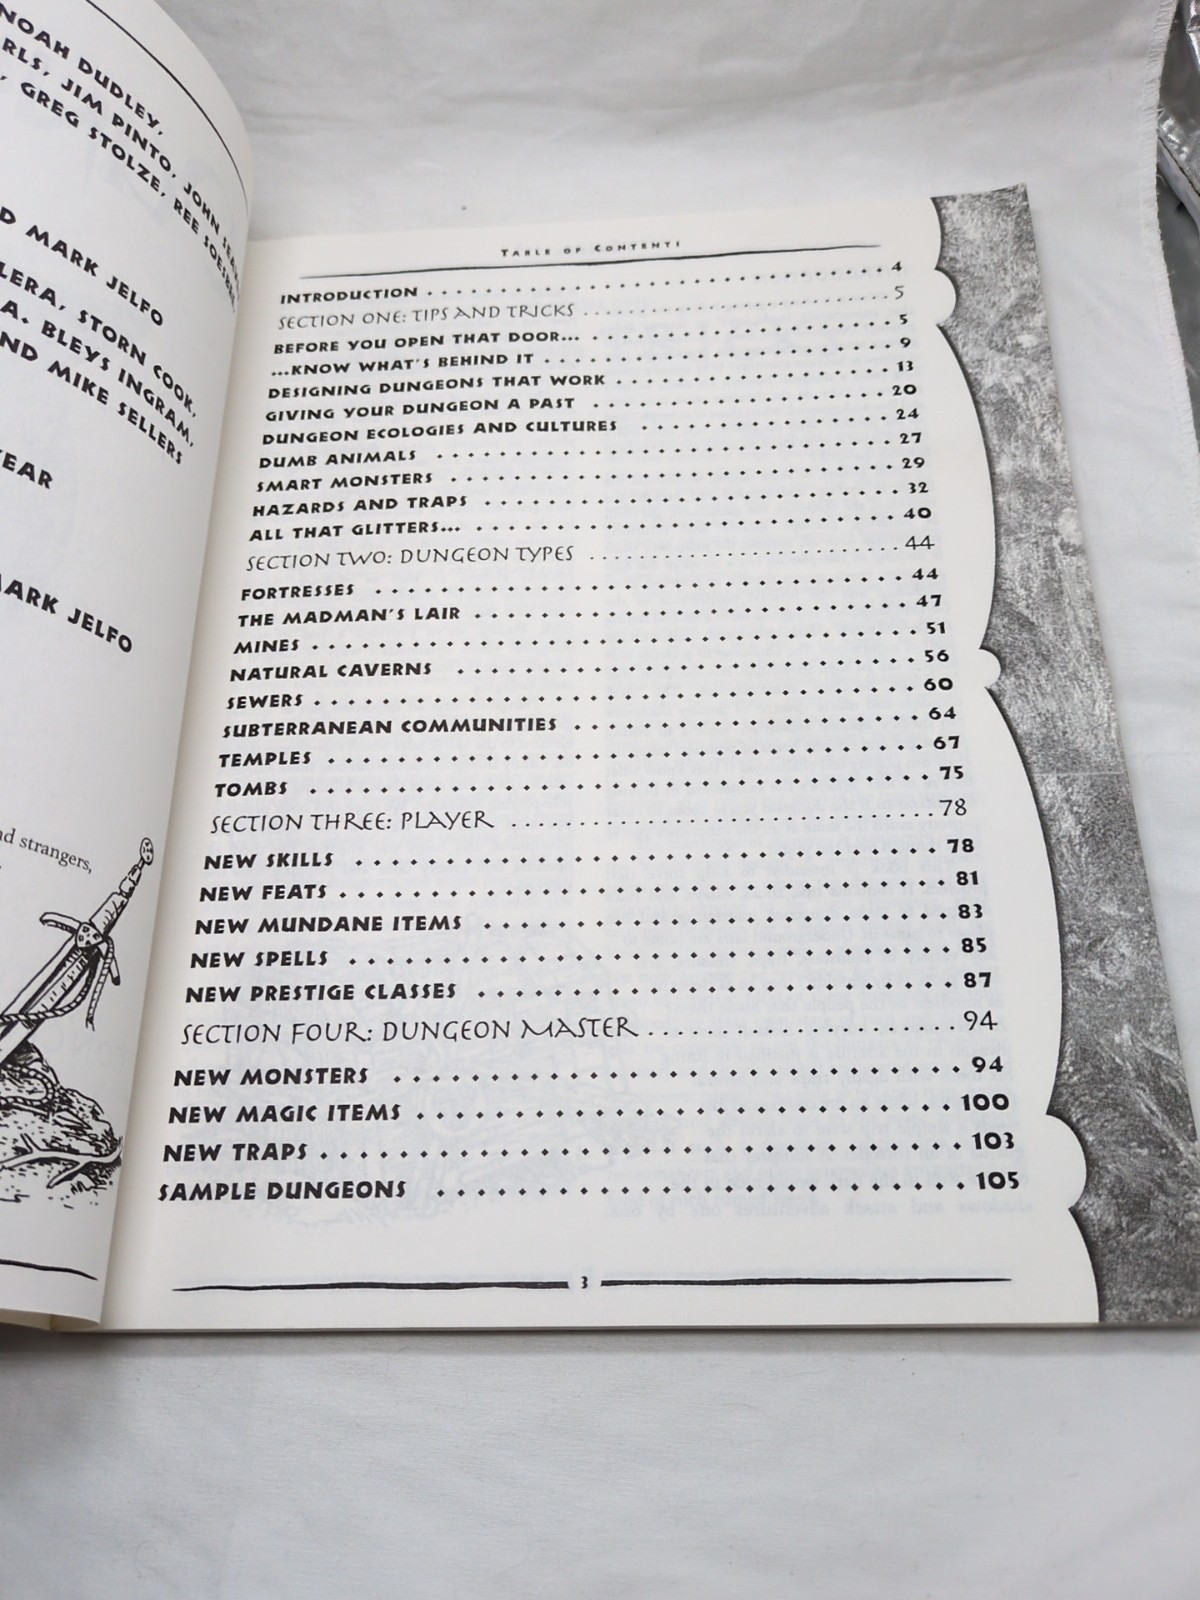 NOAH DUDLEY,
JIM PINTO, JOHN
GREG STOLZE, REE
MARK JELFO
STORN COOK,
A. BLEYS INGRAM,
MIKE SELLERS
MARK JELFO
strangers,
TABLE OF CONTENTS
INTRODUCTION 4
SECTION ONE: TIPS AND TRICKS 5
BEFORE YOU OPEN THAT DOOR... 5
...KNOW WHAT'S BEHIND IT 9
DESIGNING DUNGEONS THAT WORK 13
GIVING YOUR DUNGEON A PAST 20
DUNGEON ECOLOGIES AND CULTURES 24
DUMB ANIMALS 27
SMART MONSTERS 29
HAZARDS AND TRAPS 32
ALL THAT GLITTERS... 40
SECTION TWO: DUNGEON TYPES 44
FORTRESSES 44
THE MADMAN'S LAIR 47
MINES 51
NATURAL CAVERNS 56
SEWERS 60
SUBTERRANEAN COMMUNITIES 64
TEMPLES 67
TOMBS 75
SECTION THREE: PLAYER 78
NEW SKILLS 78
NEW FEATS 81
NEW MUNDANE ITEMS 83
NEW SPELLS 85
NEW PRESTIGE CLASSES 87
SECTION FOUR: DUNGEON MASTER 94
NEW MONSTERS 94
NEW MAGIC ITEMS 100
NEW TRAPS 103
SAMPLE DUNGEONS 105
3